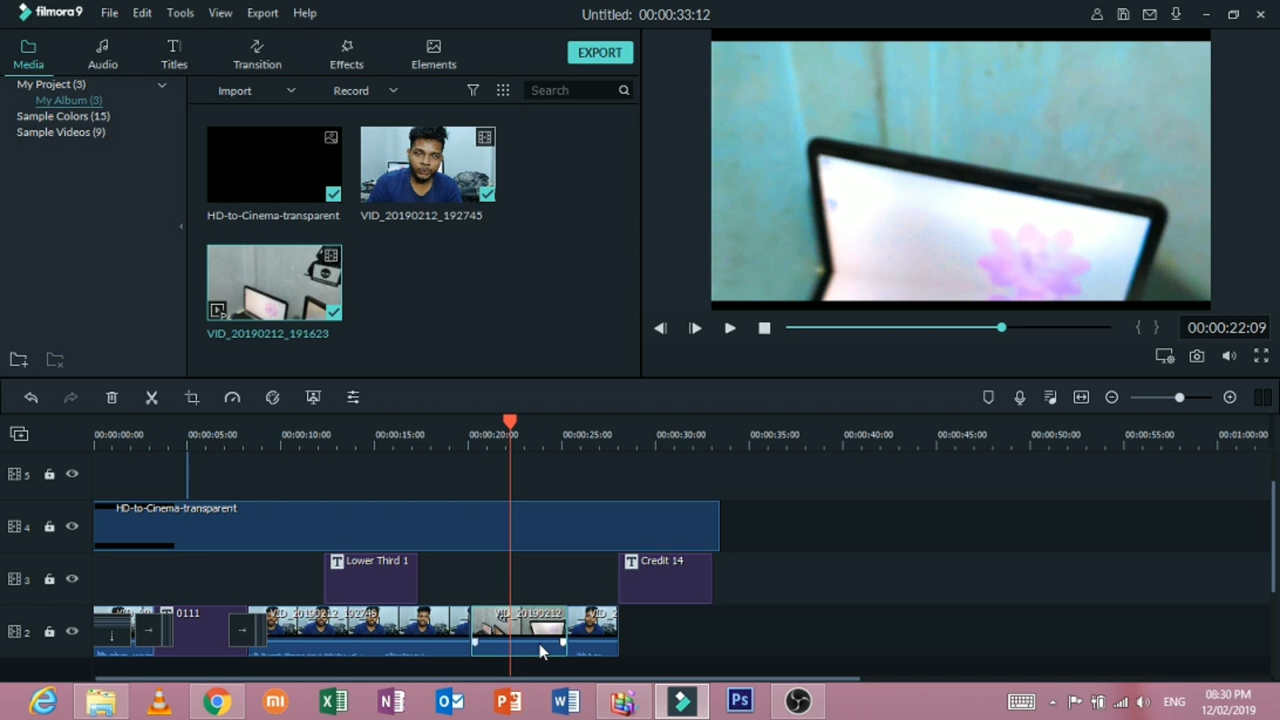 filmora9 File Edit Tools View Export Help Untitled: 00:00:33:12
Media Audio Titles Transition Effects Elements EXPORT
My Project (3)
My Album (3)
Sample Colors (15)
Sample Videos (9)
Import Record Search
HD-to-Cinema-transparent VID_20190212_192745
VID_20190212_191623
00:00:22:09
00:00:00:00 00:00:05:00 00:00:10:00 00:00:15:00 00:00:20:00 00:00:25:00 00:00:30:00 00:00:35:00 00:00:40:00 00:00:45:00 00:00:50:00 00:00:55:00 00:01:00:00
5
4 HD-to-Cinema-transparent
3 T Lower Third 1 T Credit 14
2 T 0111 VID_20190212_192745 VID_20190212
ENG 08:30 PM
12/02/2019